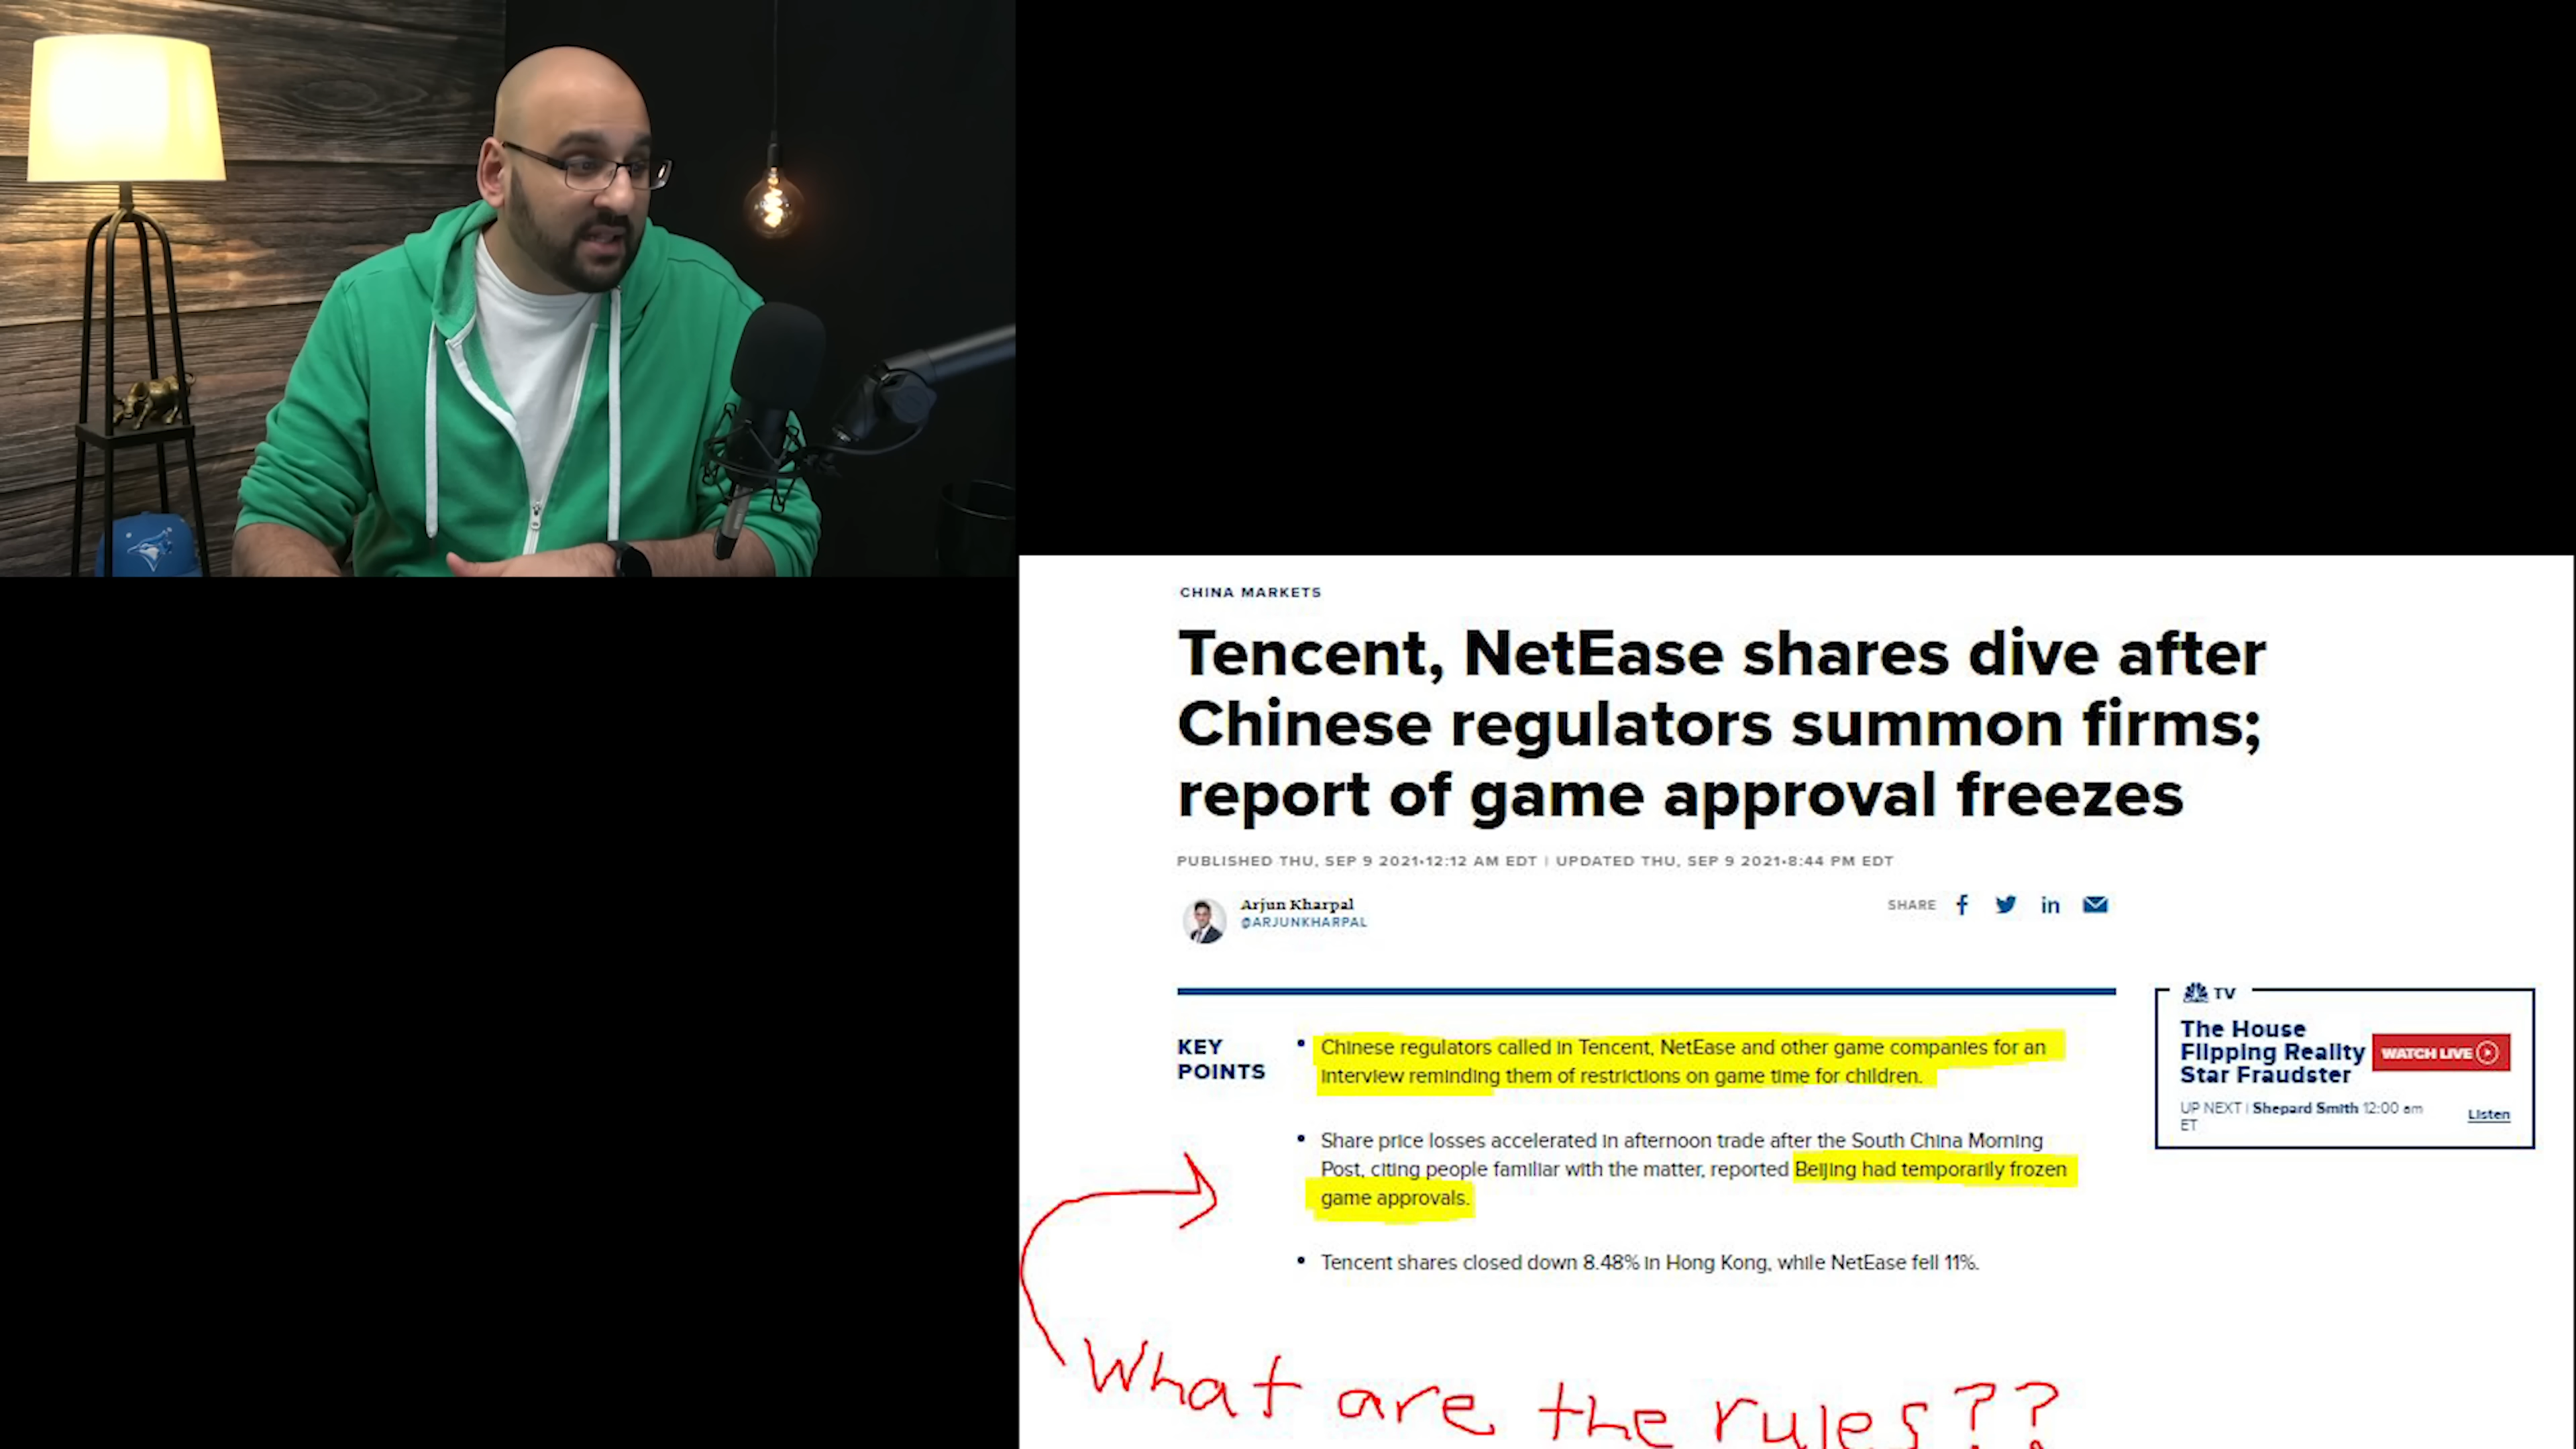 CHINA MARKETS
Tencent, NetEase shares dive after
Chinese regulators summon firms;
report of game approval freezes
PUBLISHED THU, SEP 9 2021•12:12 AM EDT | UPDATED THU, SEP 9 2021•8:44 PM EDT
Arjun Kharpal
@ARJUNKHARPAL
SHARE
KEY
POINTS
• Chinese regulators called in Tencent, NetEase and other game companies for an
interview reminding them of restrictions on game time for children.
• Share price losses accelerated in afternoon trade after the South China Morning
Post, citing people familiar with the matter, reported Beijing had temporarily frozen
game approvals.
• Tencent shares closed down 8.48% in Hong Kong, while NetEase fell 11%.
TV
The House
Flipping Reality
Star Fraudster
WATCH LIVE
UP NEXT | Shepard Smith 12:00 am
ET
Listen
What are the rules??